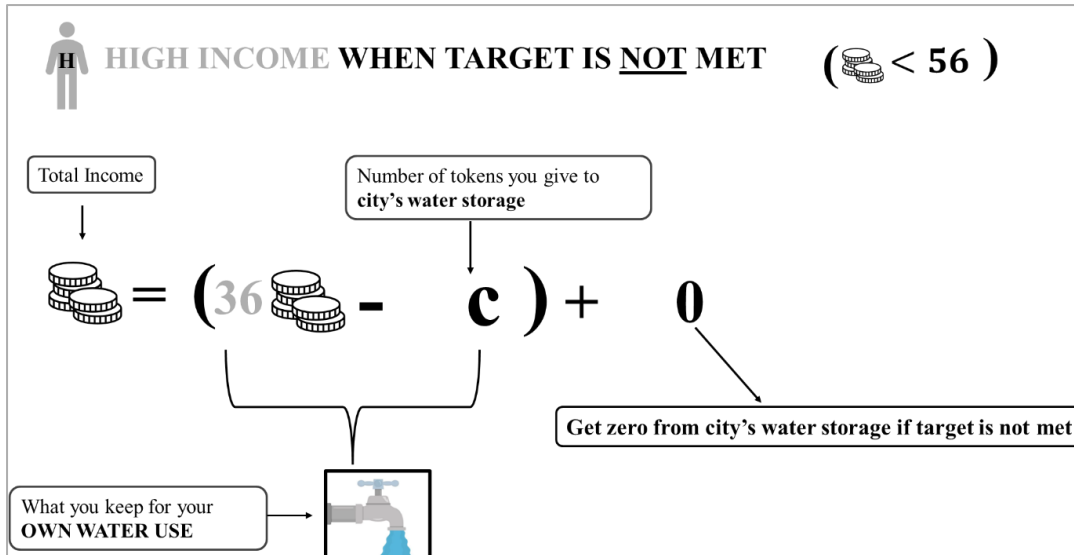 H HIGH INCOME WHEN TARGET IS NOT MET ( < 56 )
Total Income
Number of tokens you give to
city's water storage
= (36 - c) + 0
Get zero from city's water storage if target is not met
What you keep for your
OWN WATER USE